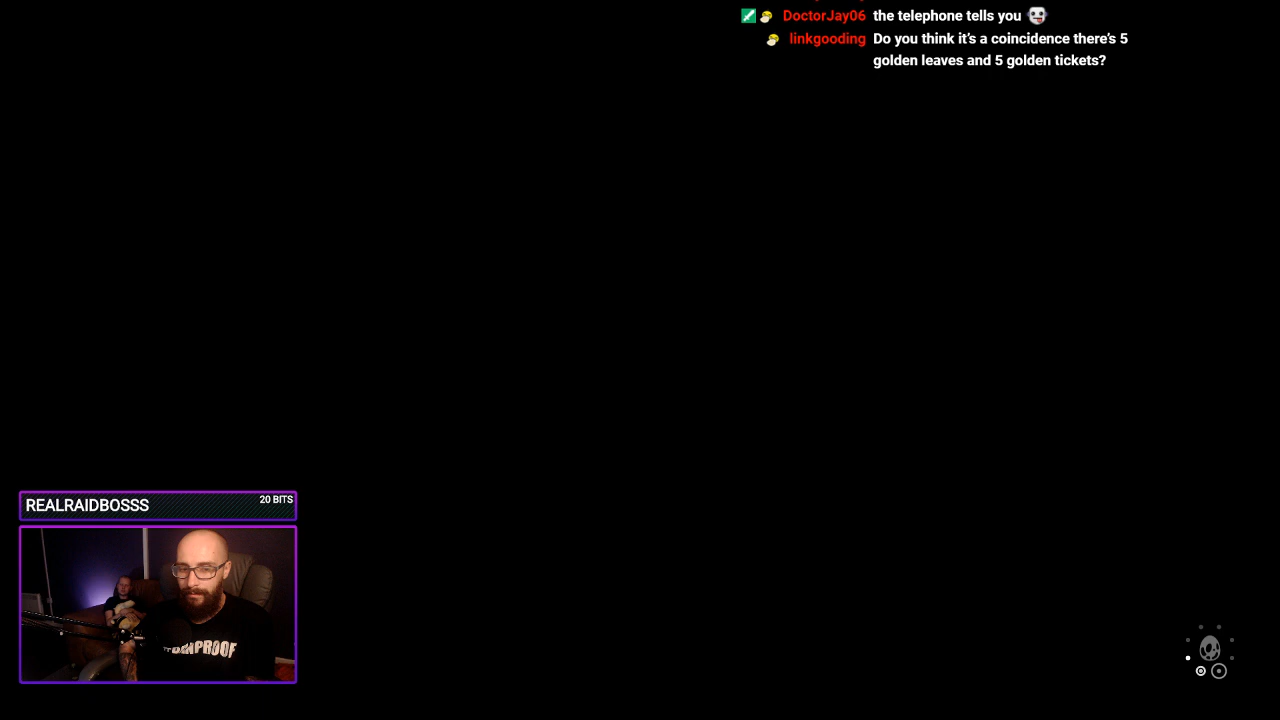 DoctorJay06 the telephone tells you
linkgooding Do you think it’s a coincidence there’s 5
golden leaves and 5 golden tickets?
REALRAIDBOSSS 20 BITS